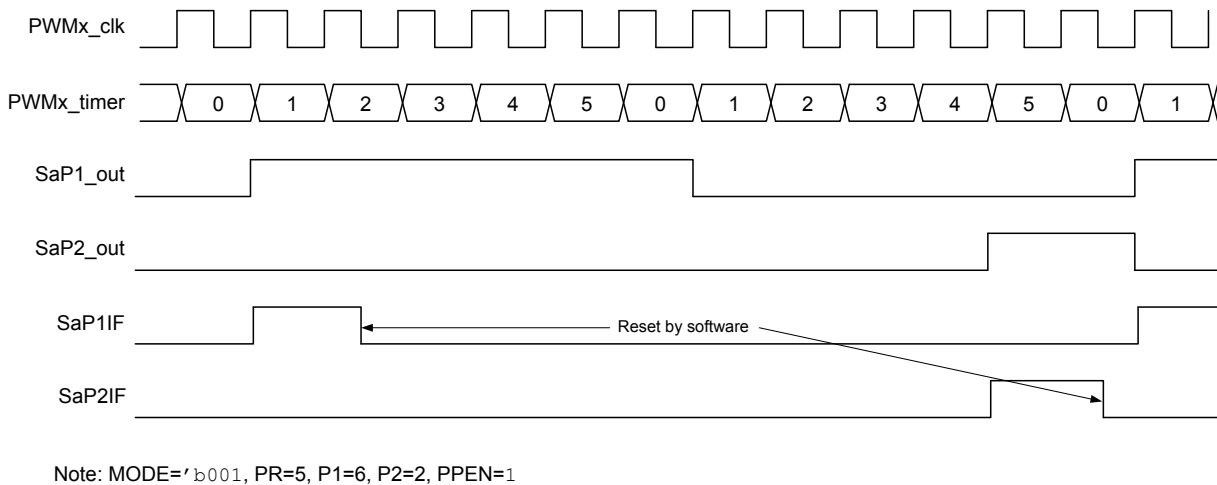 PWMx_clk
PWMx_timer 0 1 2 3 4 5 0 1 2 3 4 5 0 1
SaP1_out
SaP2_out
SaP1IF
Reset by software
SaP2IF
Note: MODE='b001, PR=5, P1=6, P2=2, PPEN=1